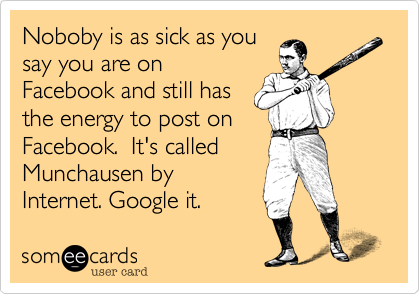 Noboby is as sick as you
say you are on
Facebook and still has
the energy to post on
Facebook.  It's called
Munchausen by
Internet. Google it.
someecards
user card